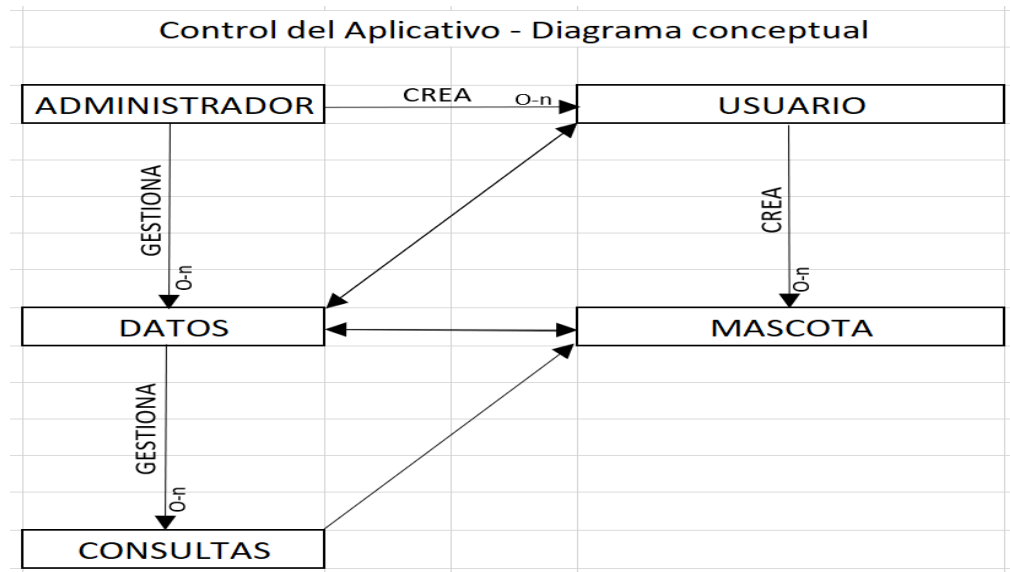 Control del Aplicativo - Diagrama conceptual
ADMINISTRADOR
CREA
O-n
USUARIO
GESTIONA
O-n
CREA
O-n
DATOS
MASCOTA
GESTIONA
O-n
CONSULTAS